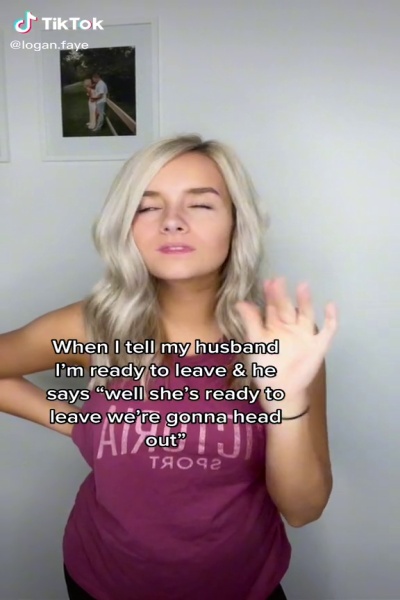 TikTok
@logan.faye
When I tell my husband
I'm ready to leave & he
says “well she's ready to
leave we're gonna head
out”
VICTORIA
SPORT